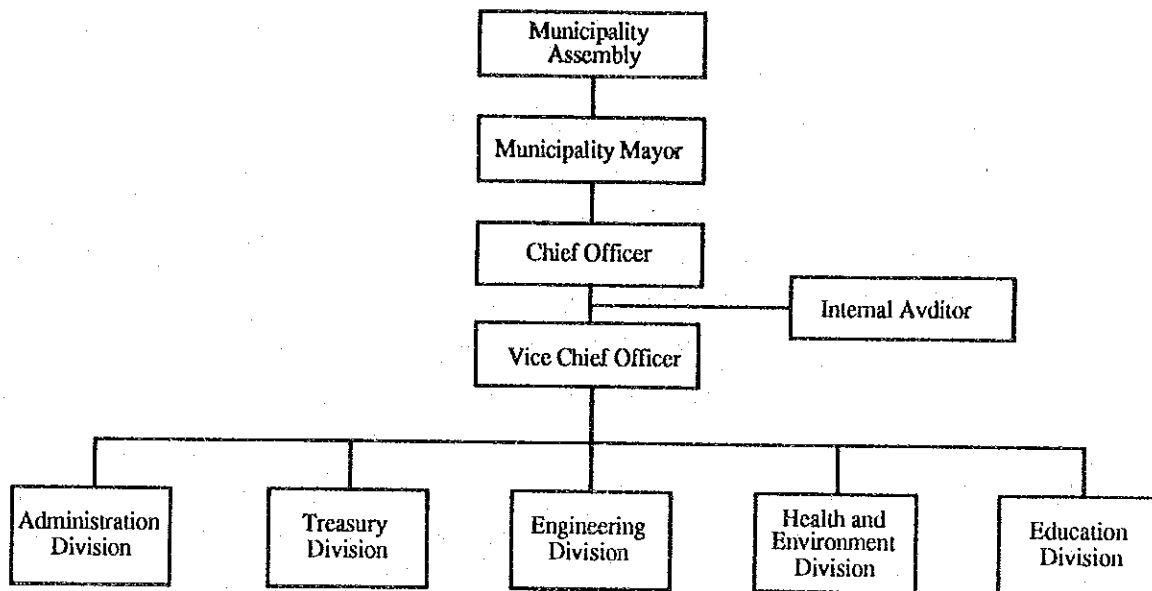 Municipality
Assembly
Municipality Mayor
Chief Officer
Internal Avditor
Vice Chief Officer
Administration
Division
Treasury
Division
Engineering
Division
Health and
Environment
Division
Education
Division